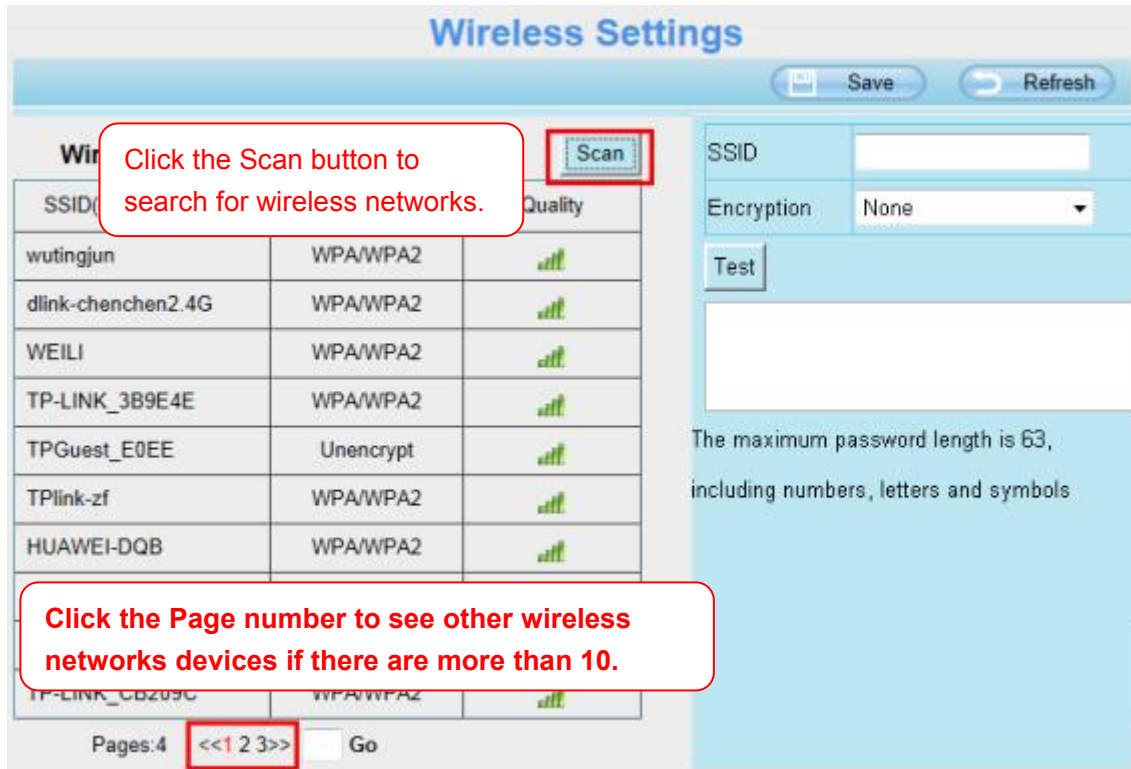 Wireless Settings
Save Refresh
Click the Scan button to
search for wireless networks.
Scan
SSID( Quality
wutingjun WPA/WPA2
dlink-chenchen2.4G WPA/WPA2
WEILI WPA/WPA2
TP-LINK_3B9E4E WPA/WPA2
TPGuest_E0EE Unencrypt
TPlink-zf WPA/WPA2
HUAWEI-DQB WPA/WPA2
Click the Page number to see other wireless
networks devices if there are more than 10.
TP-LINK_CB209C WPA/WPA2
Pages:4 <<1 2 3>> Go
SSID
Encryption None
Test
The maximum password length is 63,
including numbers, letters and symbols